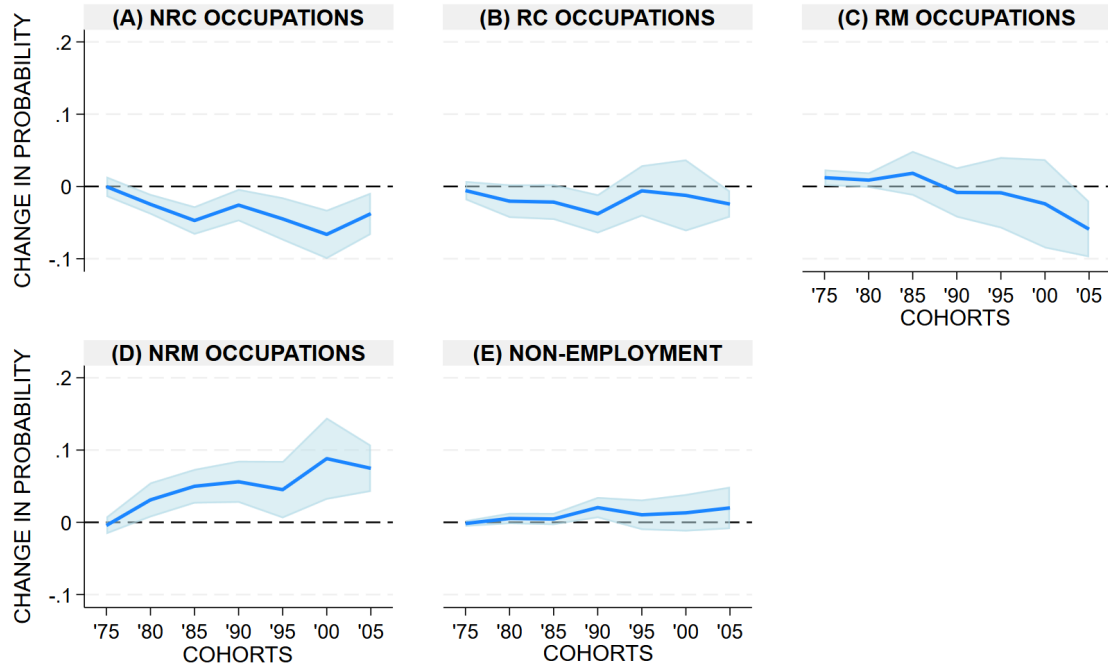 (A) NRC OCCUPATIONS
(B) RC OCCUPATIONS
(C) RM OCCUPATIONS
CHANGE IN PROBABILITY
.2
.1
0
-.1
'75 '80 '85 '90 '95 '00 '05
COHORTS
(D) NRM OCCUPATIONS
(E) NON-EMPLOYMENT
CHANGE IN PROBABILITY
.2
.1
0
-.1
'75 '80 '85 '90 '95 '00 '05
COHORTS
'75 '80 '85 '90 '95 '00 '05
COHORTS